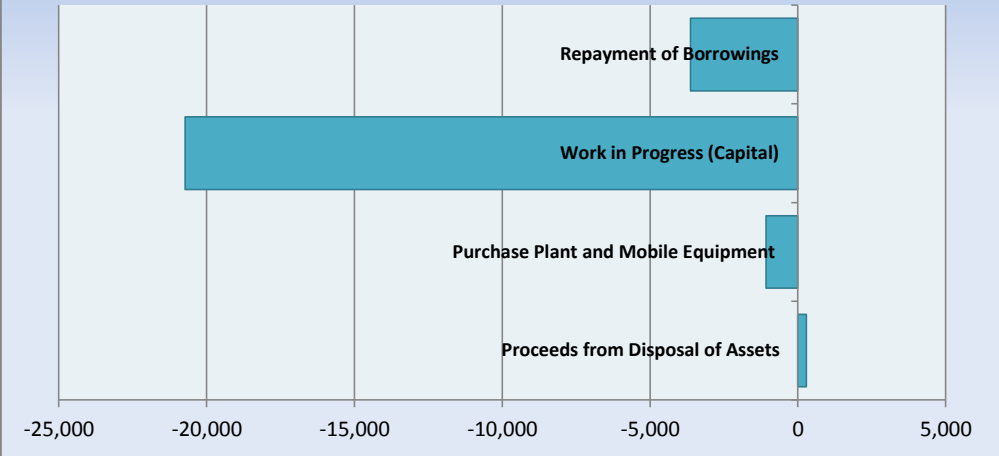 Repayment of Borrowings
Work in Progress (Capital)
Purchase Plant and Mobile Equipment
Proceeds from Disposal of Assets
-25,000 -20,000 -15,000 -10,000 -5,000 0 5,000